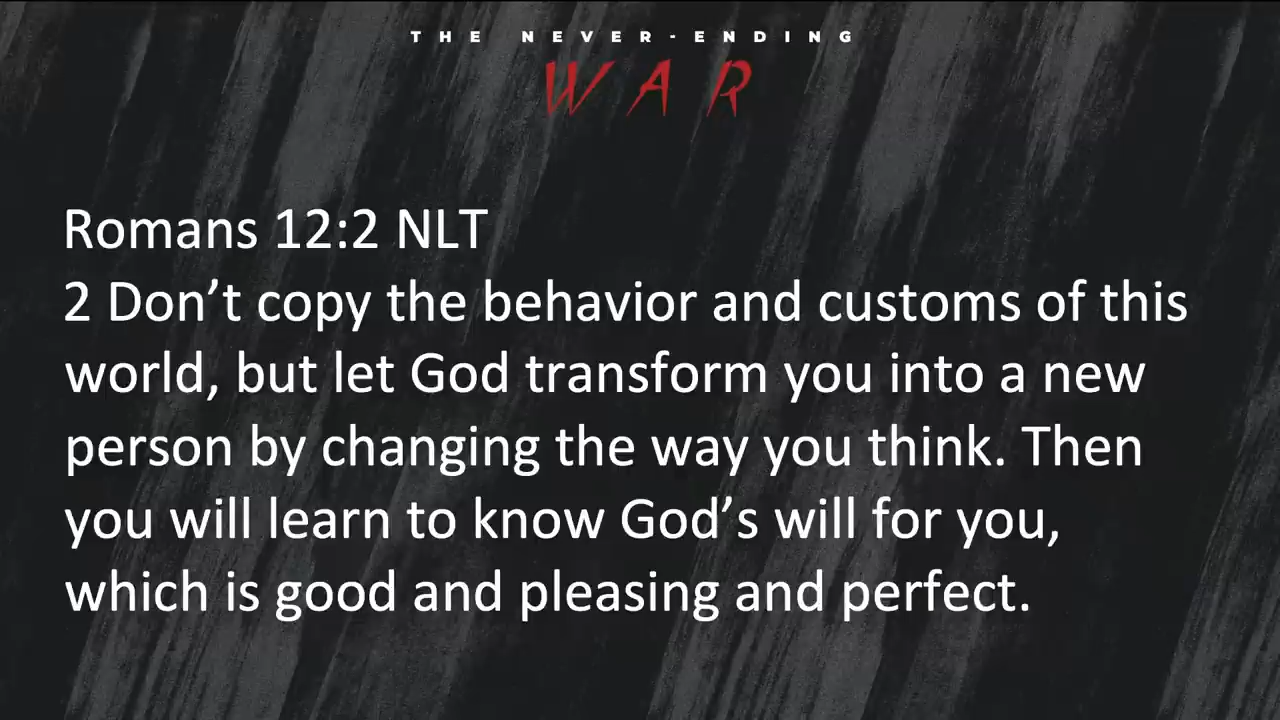 THE NEVER-ENDING
WAR
Romans 12:2 NLT
2 Don’t copy the behavior and customs of this
world, but let God transform you into a new
person by changing the way you think. Then
you will learn to know God’s will for you,
which is good and pleasing and perfect.